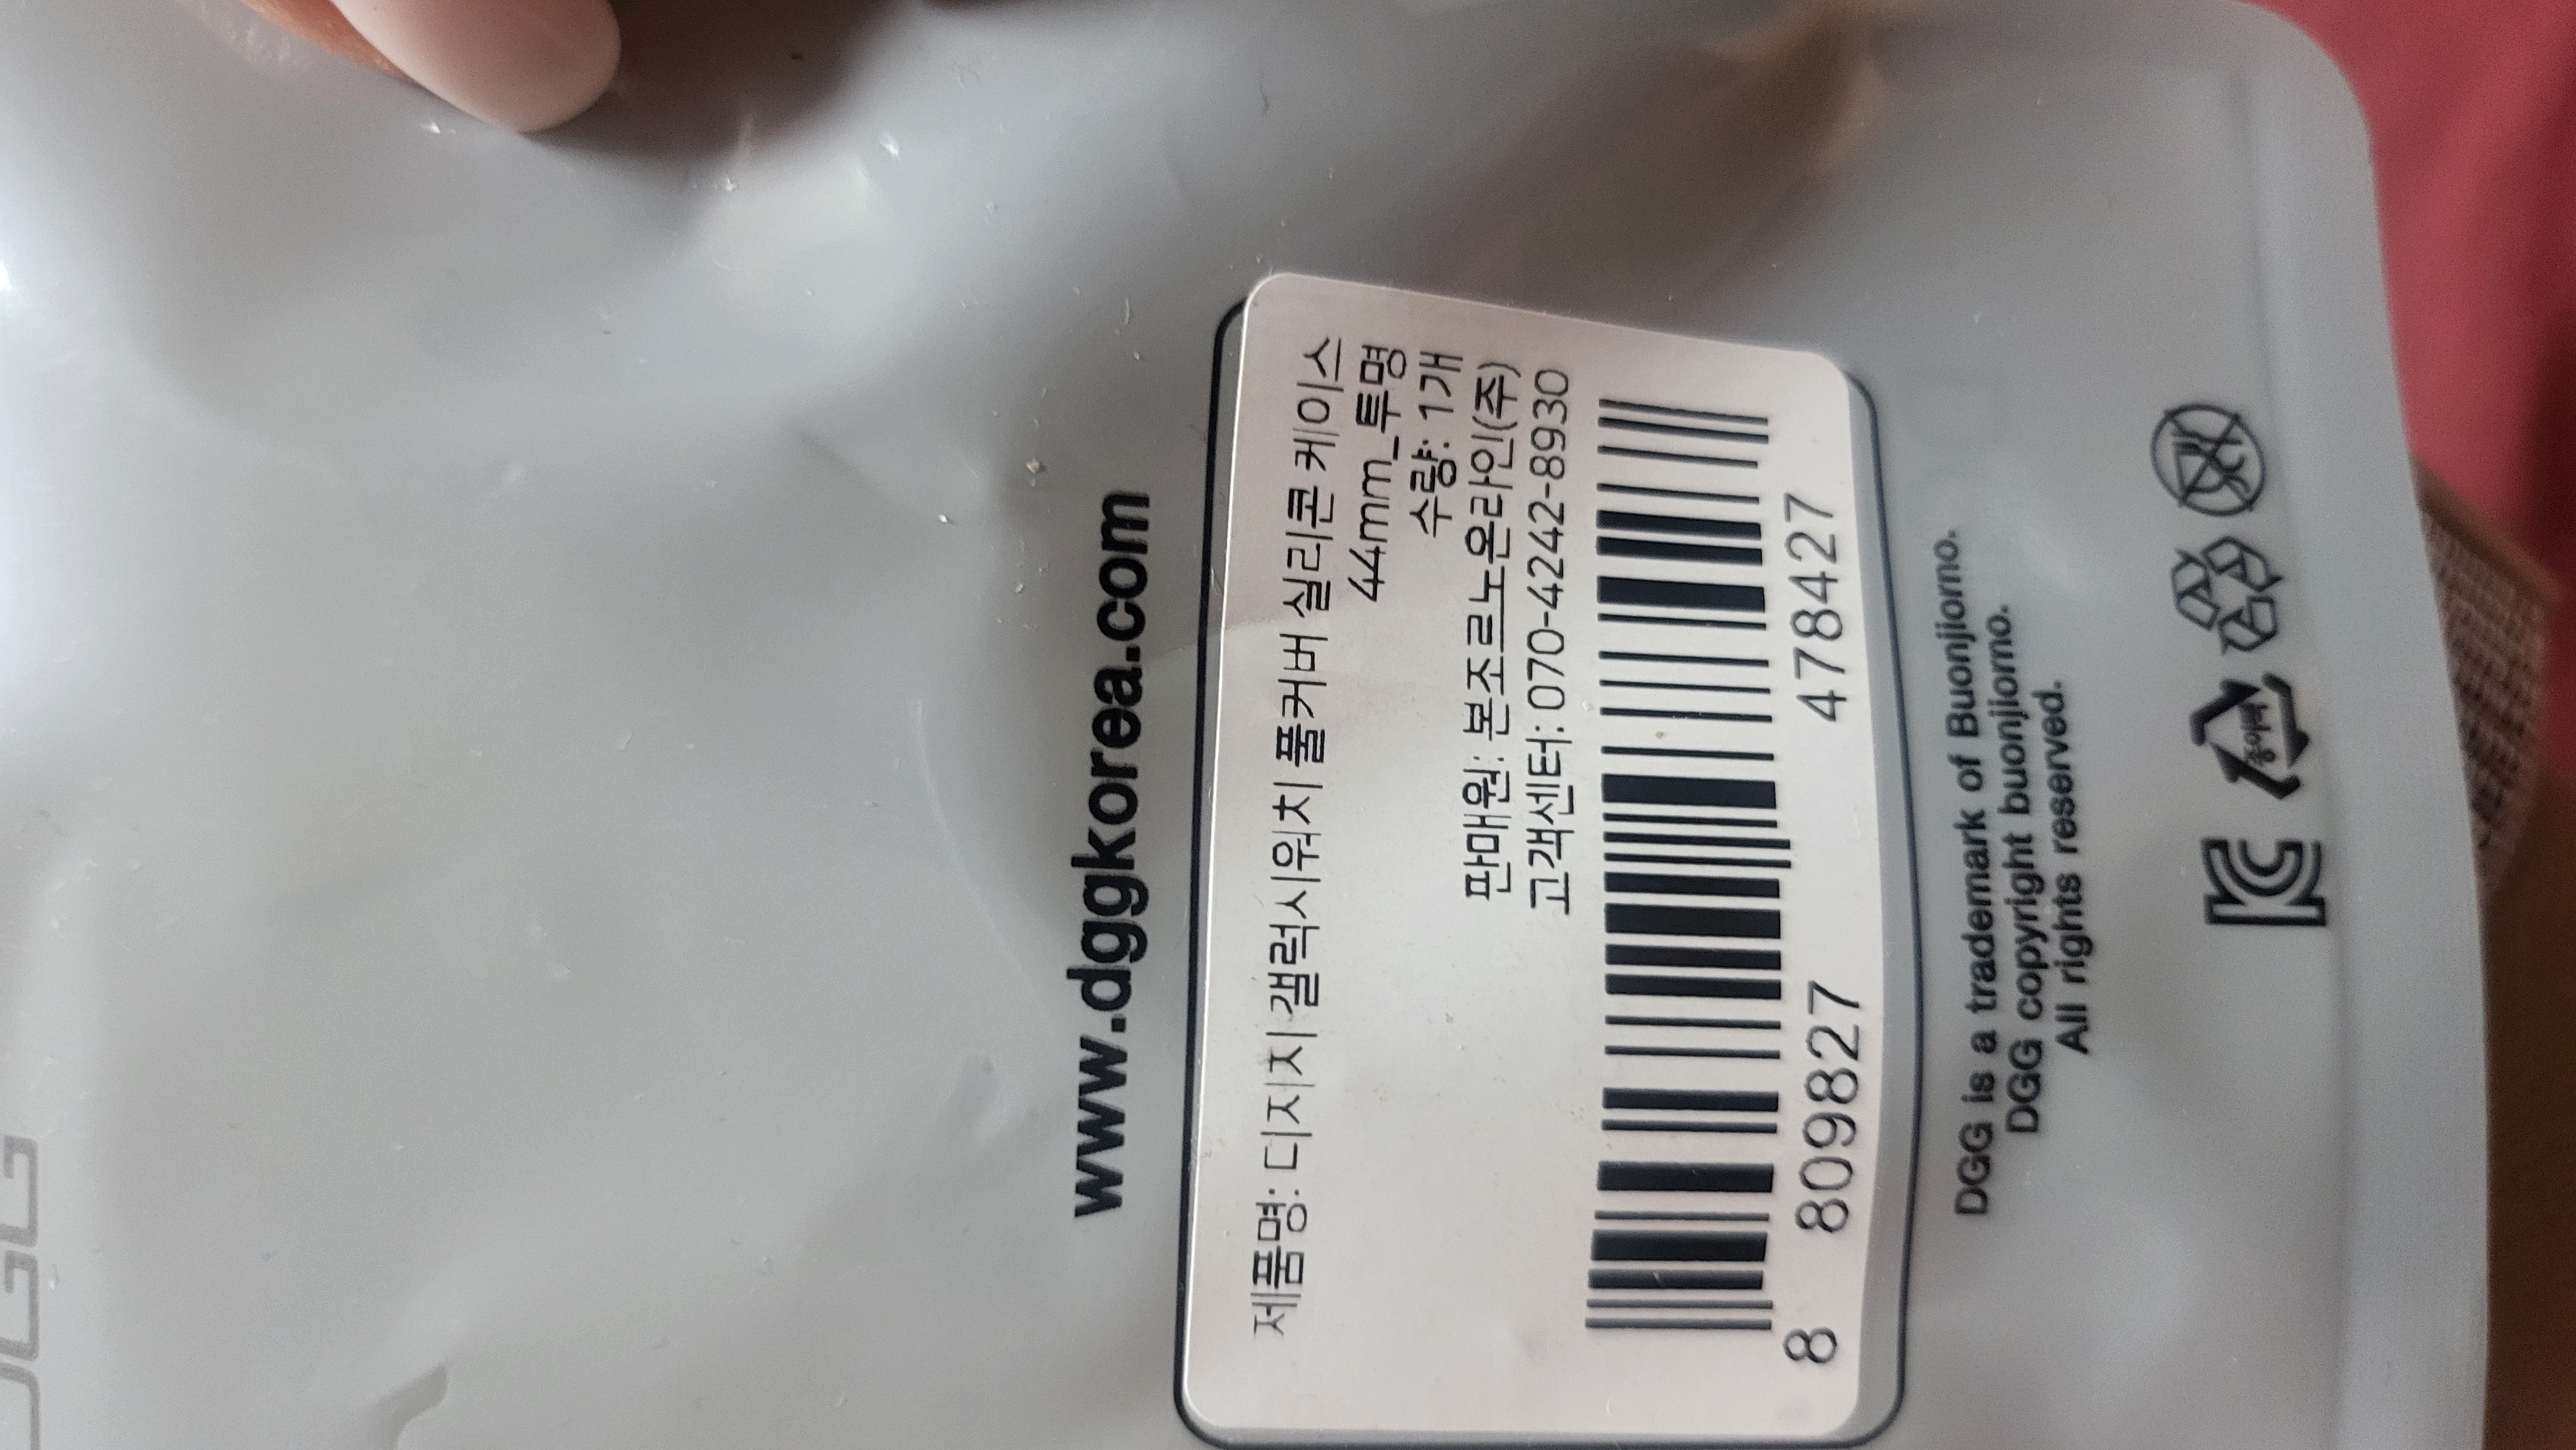 DGG
www.dggkorea.com
제품명: 디지지 갤럭시워치 풀커버 실리콘 케이스
44mm_투명
수량: 1개
판매원: 본조르노온라인(주)
고객센터: 070-4242-8930
8 809827 478427
DGG is a trademark of Buonjiorno.
DGG copyright buonjiorno.
All rights reserved.
종이팩